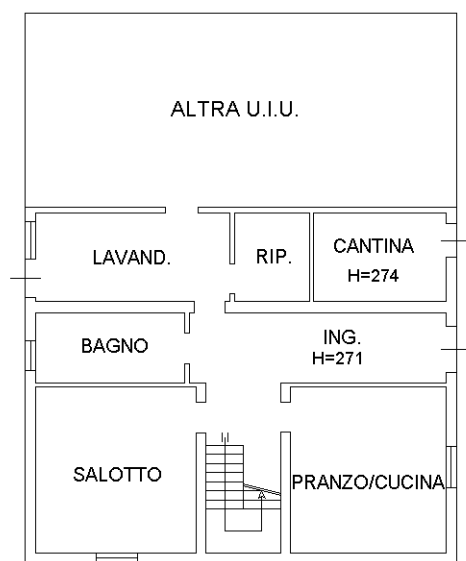 ALTRA U.I.U.
LAVAND.
RIP.
CANTINA
H=274
BAGNO
ING.
H=271
SALOTTO
PRANZO/CUCINA